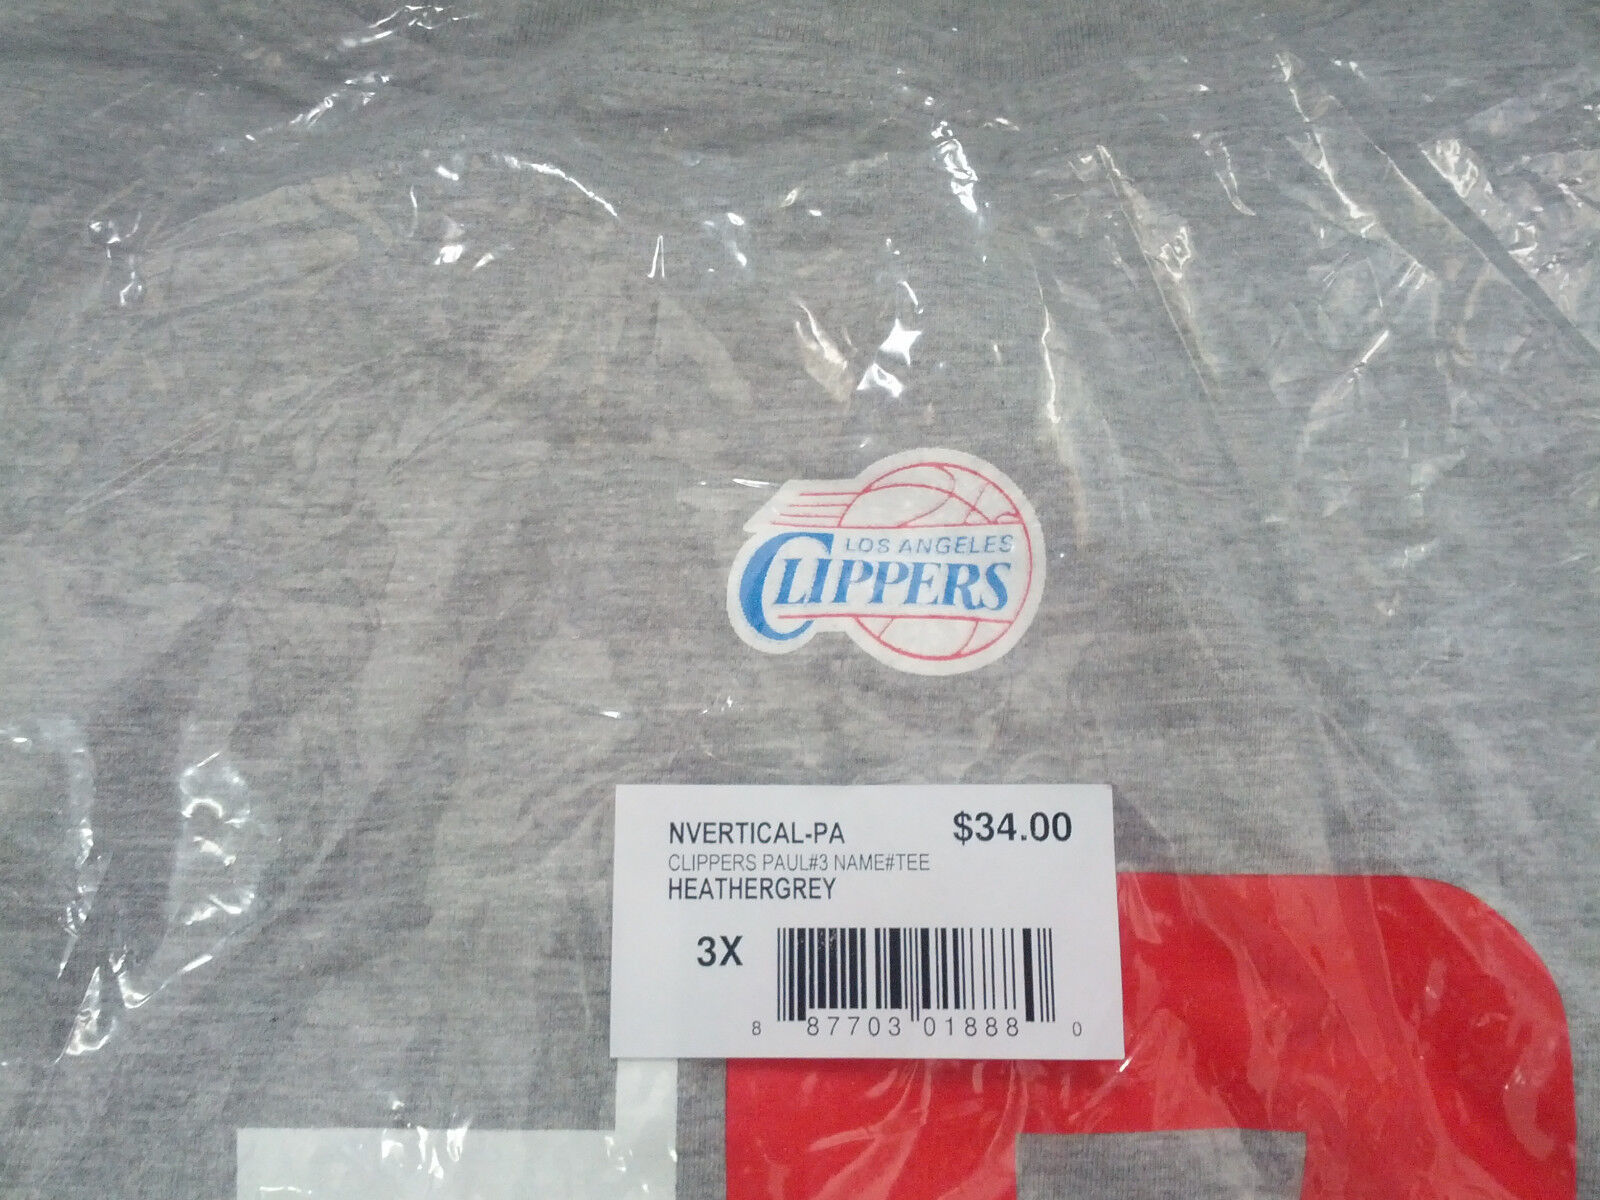 LOS ANGELES
CLIPPERS
NVERTICAL-PA $34.00
CLIPPERS PAUL#3 NAME#TEE
HEATHERGREY
3X
8 87703 01888 0